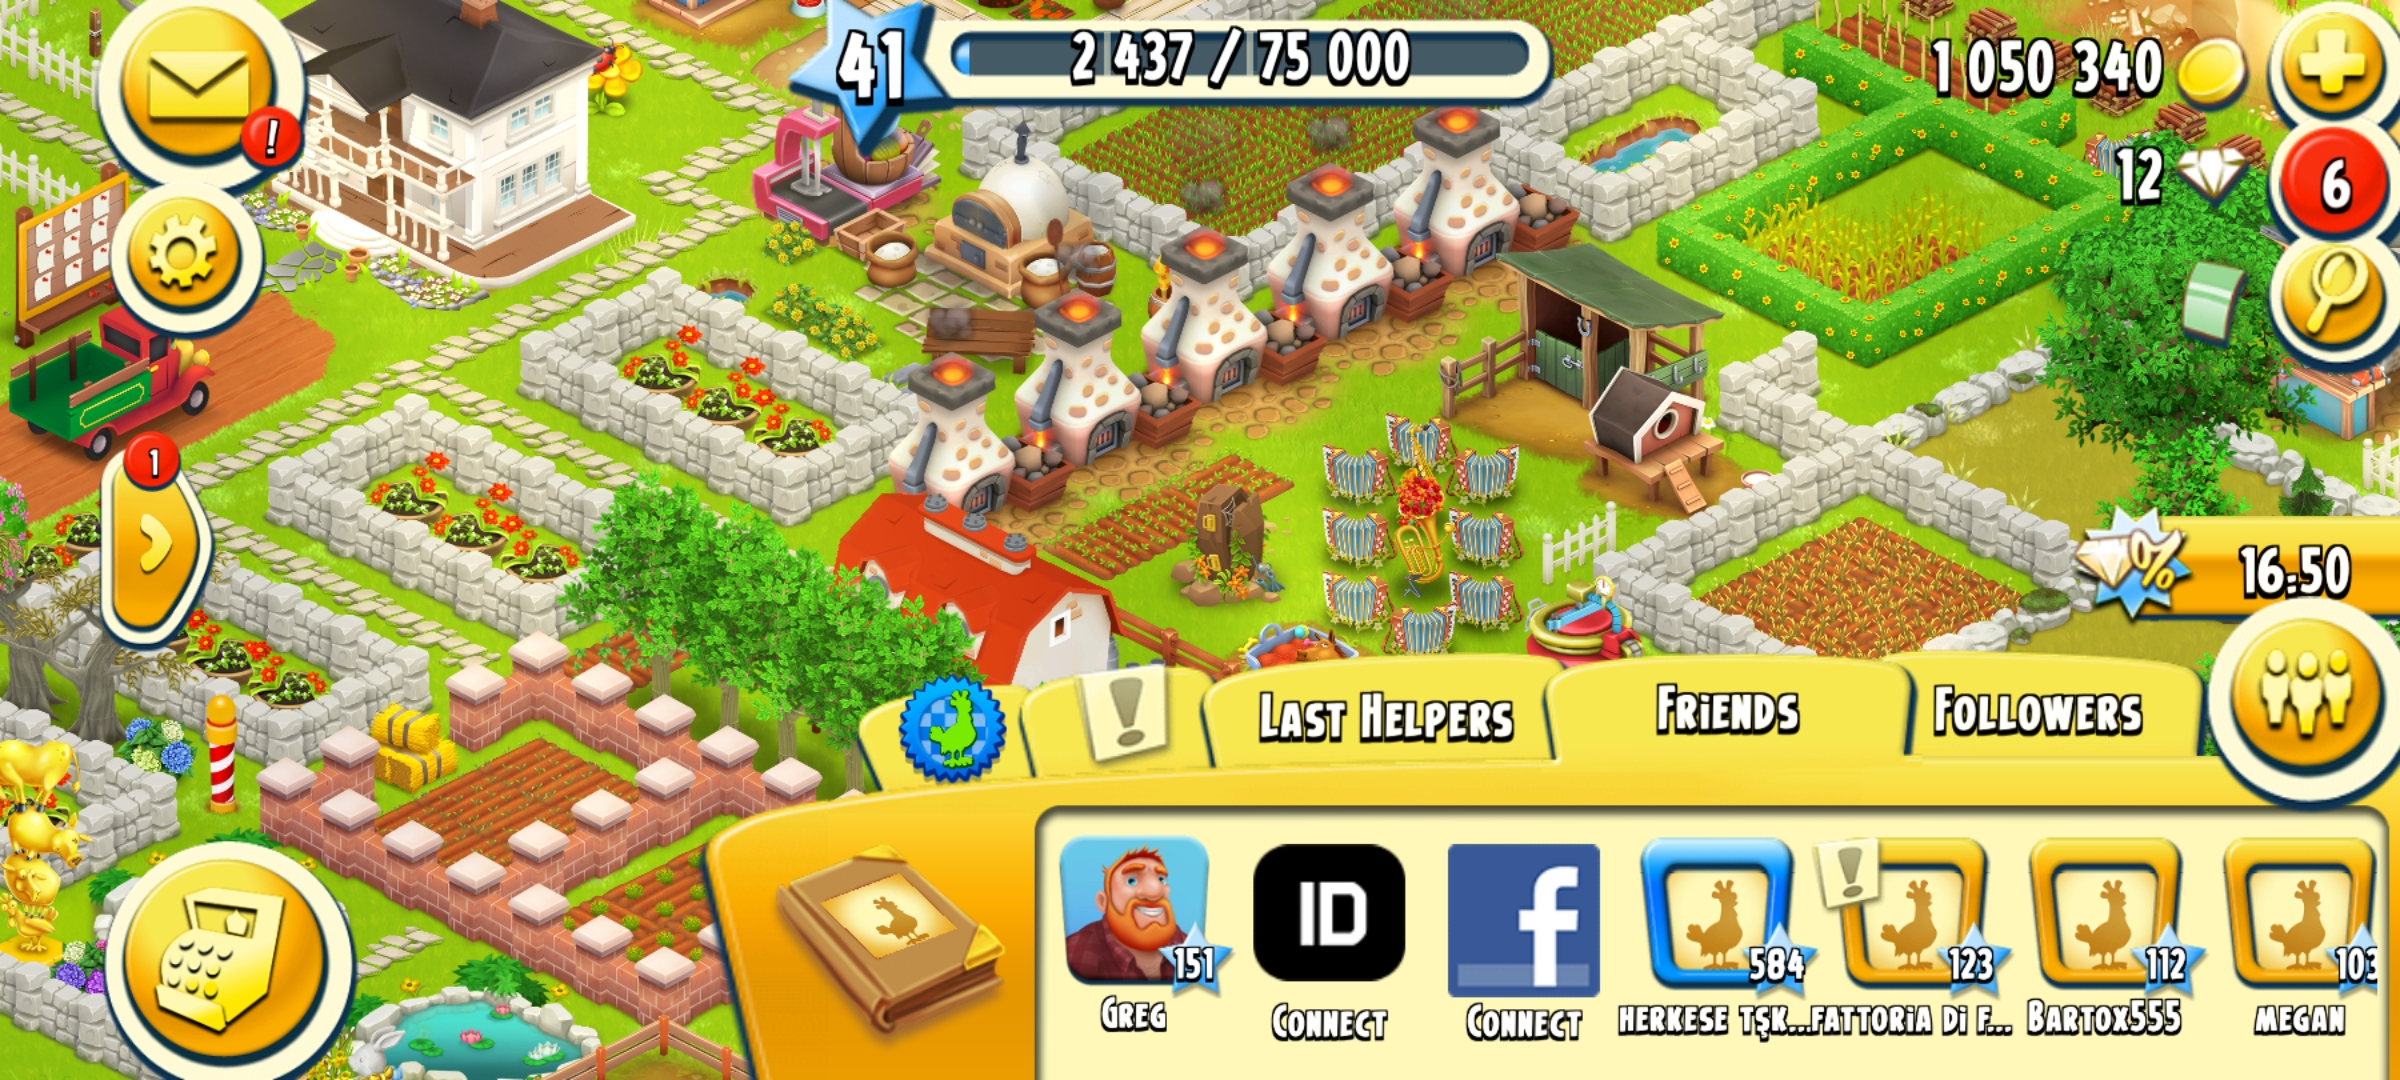 41
2 437 / 75 000
1 050 340
!
12
6
1
16:50
%
!
LAST HELPERS
FRIENDS
FOLLOWERS
ID
f
!
151
584
123
112
103
GREG
CONNECT
CONNECT
HERKESE TŞK...
FATTORIA DI F...
BARTOX555
MEGAN